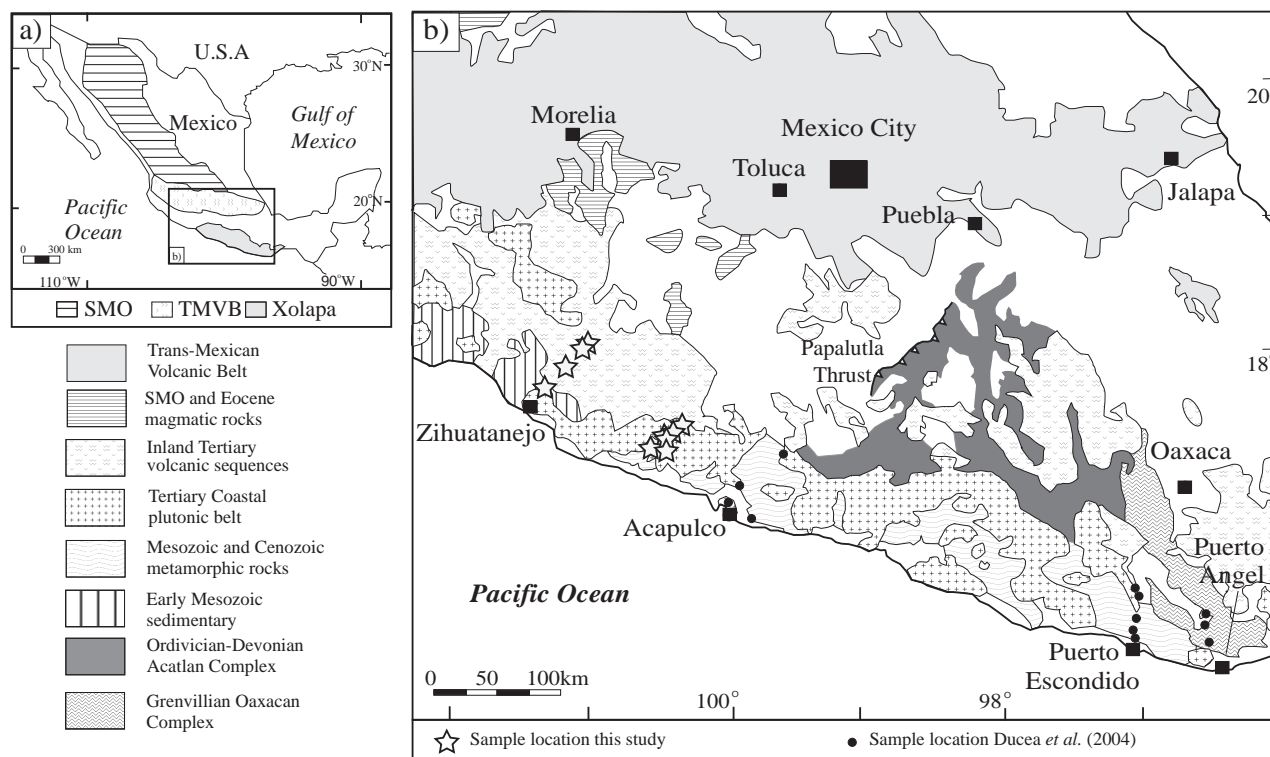 a)
U.S.A
30°N
Gulf of
Mexico
Mexico
20°N
Pacific
Ocean
0 300 km
b)
110°W
90°W
SMO TMVB Xolapa
Trans-Mexican
Volcanic Belt
SMO and Eocene
magmatic rocks
Inland Tertiary
volcanic sequences
Tertiary Coastal
plutonic belt
Mesozoic and Cenozoic
metamorphic rocks
Early Mesozoic
sedimentary
Ordivician-Devonian
Acatlan Complex
Grenvillian Oaxacan
Complex
b)
20
Morelia
Mexico City
Toluca
Jalapa
Puebla
Papalutla
Thrust
18°
Zihuatanejo
Oaxaca
Acapulco
Puerto
Angel
Pacific Ocean
Puerto
Escondido
0 50 100km
100°
98°
Sample location this study
Sample location Ducea et al. (2004)